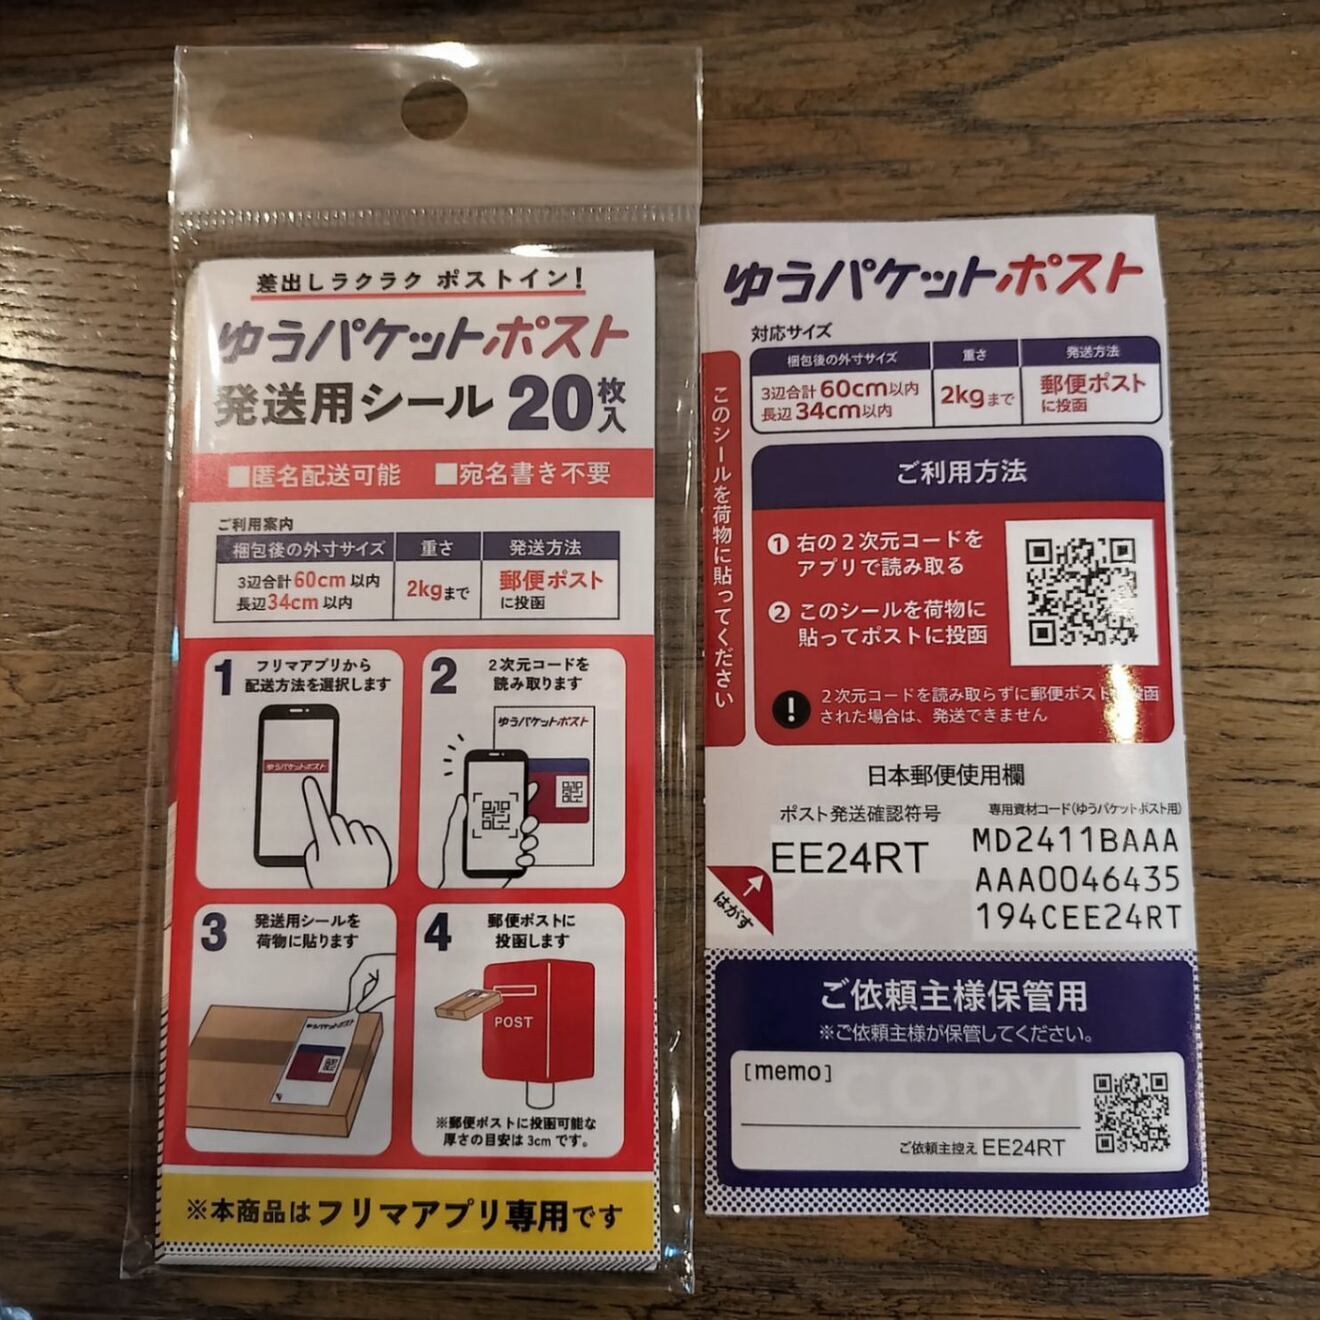 差出しラクラク ポストイン!
ゆうパケットポスト
発送用シール 20枚入
■匿名配送可能 ■宛名書き不要
ご利用案内
梱包後の外寸サイズ 重さ 発送方法
3辺合計60cm以内 2kgまで 郵便ポスト
長辺34cm以内 に投函
1 フリマアプリから
配送方法を選択します
ゆうパケットポスト
2 2次元コードを
読み取ります
ゆうパケットポスト
3 発送用シールを
荷物に貼ります
ゆうパケットポスト
4 郵便ポストに
投函します
POST
※郵便ポストに投函可能な
厚さの目安は3cmです。
※本商品はフリマアプリ専用です
ゆうパケットポスト
対応サイズ
梱包後の外寸サイズ 重さ 発送方法
3辺合計60cm以内 2kgまで 郵便ポスト
長辺34cm以内 に投函
このシールを荷物に貼ってください
ご利用方法
① 右の2次元コードを
アプリで読み取る
② このシールを荷物に
貼ってポストに投函
! 2次元コードを読み取らずに郵便ポスト 投函
された場合は、発送できません
日本郵便使用欄
ポスト発送確認符号 専用資材コード(ゆうパケットポスト用)
EE24RT
MD2411BAAA
AAA0046435
194CEE24RT
はがす
ご依頼主様保管用
※ご依頼主様が保管してください。
[memo]
COPY
ご依頼主控え EE24RT